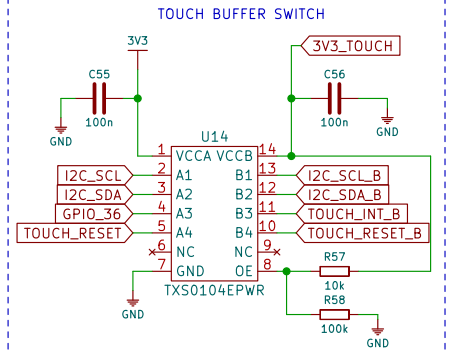 TOUCH BUFFER SWITCH
3V3
3V3_TOUCH
C55
100n
GND
C56
100n
GND
U14
1 VCCA VCCB 14
I2C_SCL 2 A1 B1 13 I2C_SCL_B
I2C_SDA 3 A2 B2 12 I2C_SDA_B
GPIO_36 4 A3 B3 11 TOUCH_INT_B
TOUCH_RESET 5 A4 B4 10 TOUCH_RESET_B
6 NC NC 9
7 GND OE 8
TXS0104EPWR
GND
R57
10k
R58
100k
GND